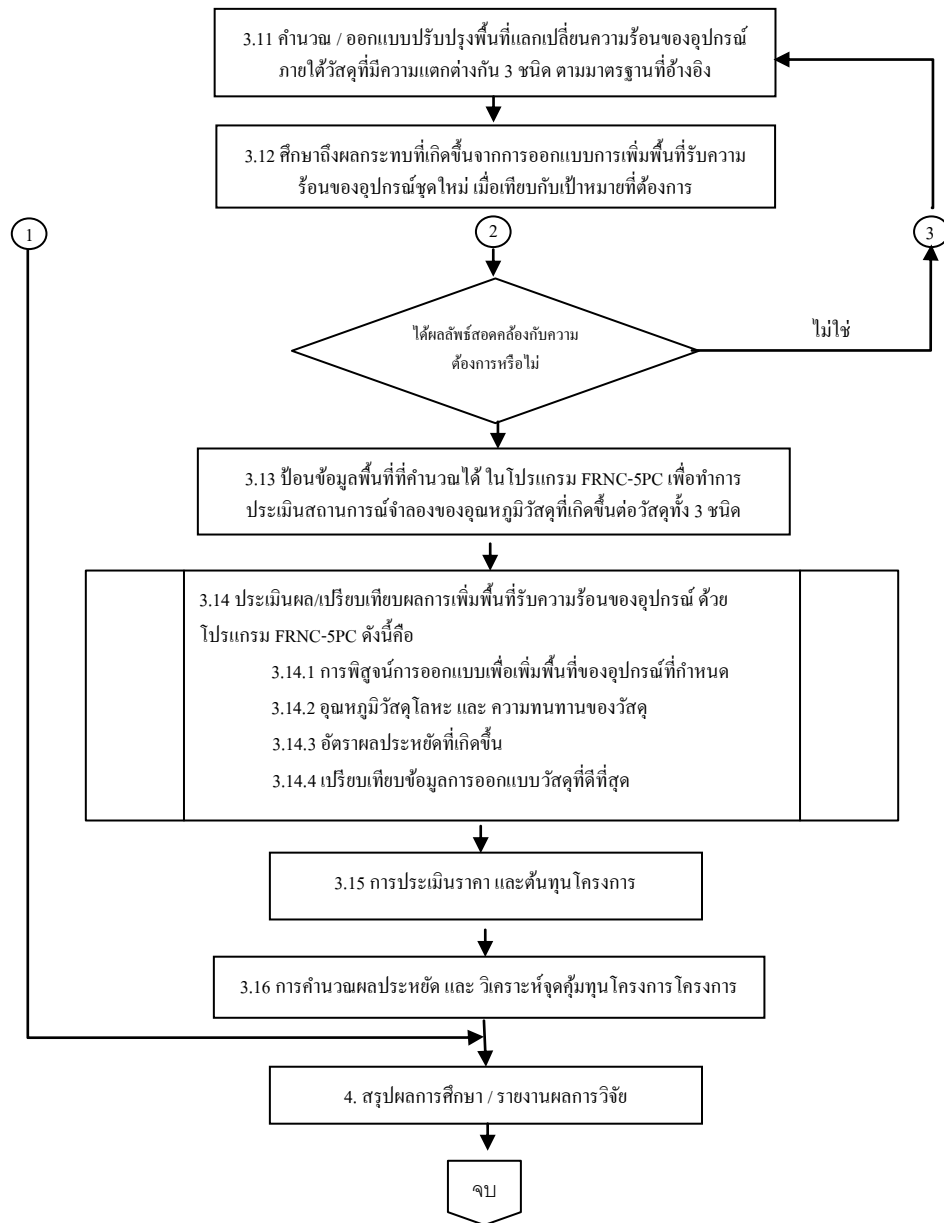 3.11 คำนวณ / ออกแบบปรับปรุงพื้นที่แลกเปลี่ยนความร้อนของอุปกรณ์
ภายใต้วัสดุที่มีความแตกต่างกัน 3 ชนิด ตามมาตรฐานที่อ้างอิง
3.12 ศึกษาถึงผลกระทบที่เกิดขึ้นจากการออกแบบการเพิ่มพื้นที่รับความ
ร้อนของอุปกรณ์ชุดใหม่ เมื่อเทียบกับเป้าหมายที่ต้องการ
1
2
3
ได้ผลลัพธ์สอดคล้องกับความ
ต้องการหรือไม่
ไม่ใช่
3.13 ป้อนข้อมูลพื้นที่ที่คำนวณได้ ในโปรแกรม FRNC-5PC เพื่อทำการ
ประเมินสถานการณ์จำลองของอุณหภูมิวัสดุที่เกิดขึ้นต่อวัสดุทั้ง 3 ชนิด
3.14 ประเมินผล/เปรียบเทียบผลการเพิ่มพื้นที่รับความร้อนของอุปกรณ์ ด้วย
โปรแกรม FRNC-5PC ดังนี้คือ
3.14.1 การพิสูจน์การออกแบบเพื่อเพิ่มพื้นที่ของอุปกรณ์ที่กำหนด
3.14.2 อุณหภูมิวัสดุโลหะ และ ความทนทานของวัสดุ
3.14.3 อัตราผลประหยัดที่เกิดขึ้น
3.14.4 เปรียบเทียบข้อมูลการออกแบบวัสดุที่ดีที่สุด
3.15 การประเมินราคา และต้นทุนโครงการ
3.16 การคำนวณผลประหยัด และ วิเคราะห์จุดคุ้มทุนโครงการโครงการ
4. สรุปผลการศึกษา / รายงานผลการวิจัย
จบ